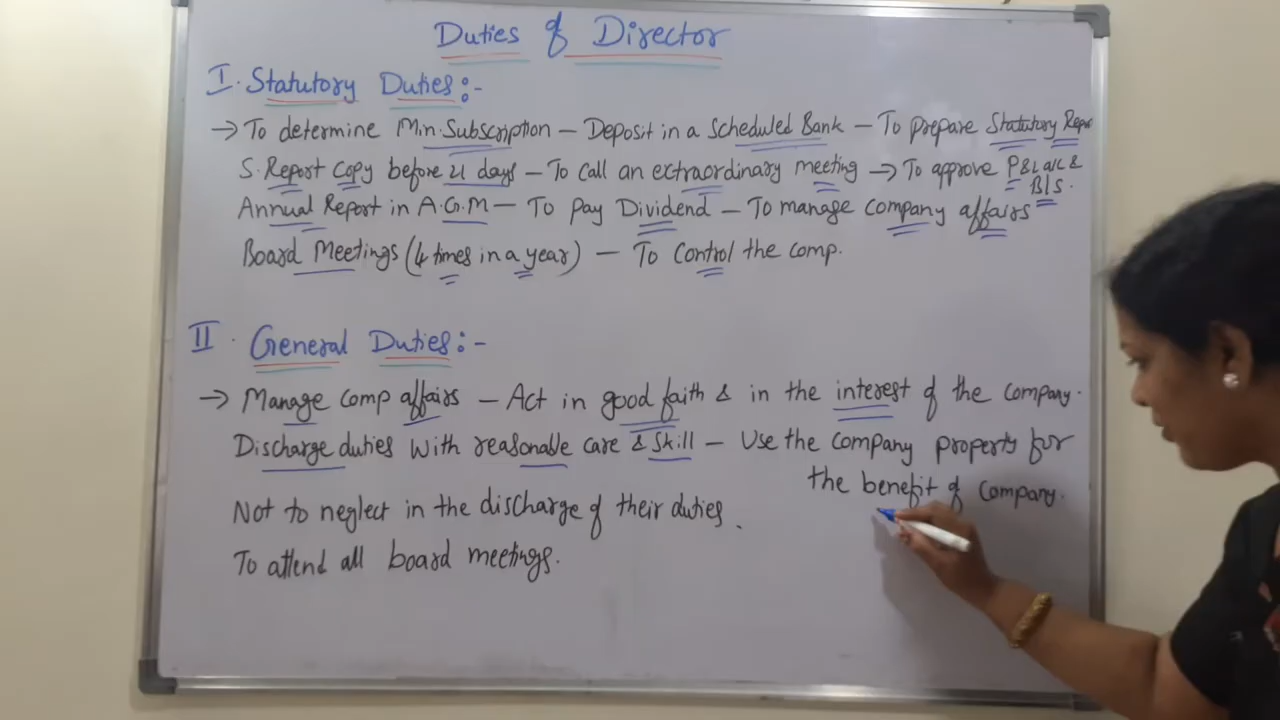 Duties of Director
I. Statutory Duties:-
→ To determine Min. Subscription – Deposit in a Scheduled Bank – To prepare Statutory Repo
S. Report Copy before 21 days – To Call an extraordinary meeting → To approve P&L a/c &
B/S.
Annual Report in A.G.M – To Pay Dividend – To manage company affairs
Board Meetings (4 times in a year) – To Control the comp.
II. General Duties:-
→ Manage Comp affairs – Act in good faith & in the interest of the company.
Discharge duties with reasonable care & Skill – Use the company property for
the benefit of company.
Not to neglect in the discharge of their duties.
To attend all board meetings.